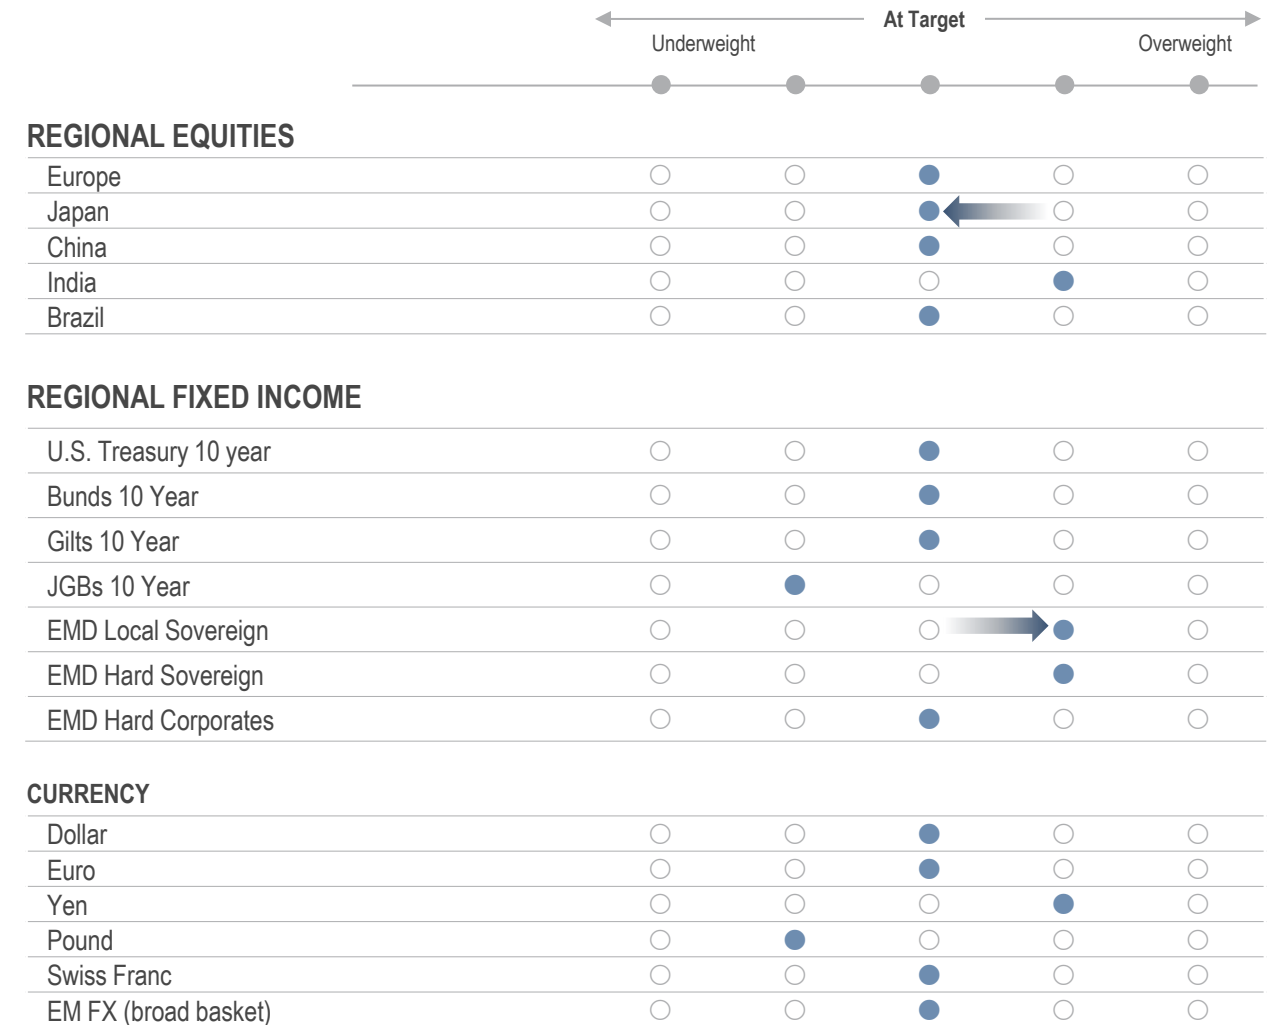 At Target
Underweight Overweight
REGIONAL EQUITIES
Europe
Japan
China
India
Brazil
REGIONAL FIXED INCOME
U.S. Treasury 10 year
Bunds 10 Year
Gilts 10 Year
JGBs 10 Year
EMD Local Sovereign
EMD Hard Sovereign
EMD Hard Corporates
CURRENCY
Dollar
Euro
Yen
Pound
Swiss Franc
EM FX (broad basket)